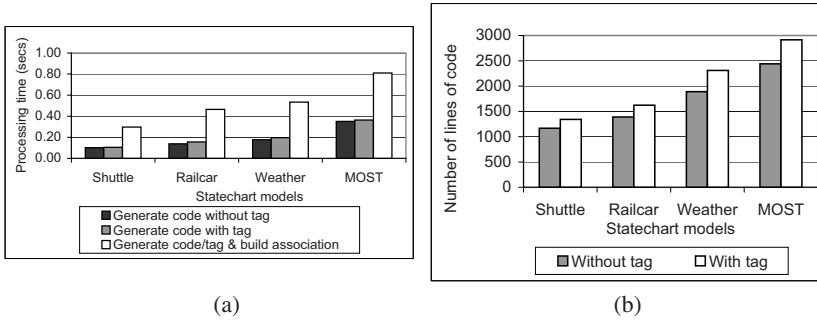 Processing time (secs)
1.00
0.80
0.60
0.40
0.20
0.00
Shuttle Railcar Weather MOST
Statechart models
Generate code without tag
Generate code with tag
Generate code/tag & build association
(a)
Number of lines of code
3000
2500
2000
1500
1000
500
0
Shuttle Railcar Weather MOST
Statechart models
Without tag With tag
(b)